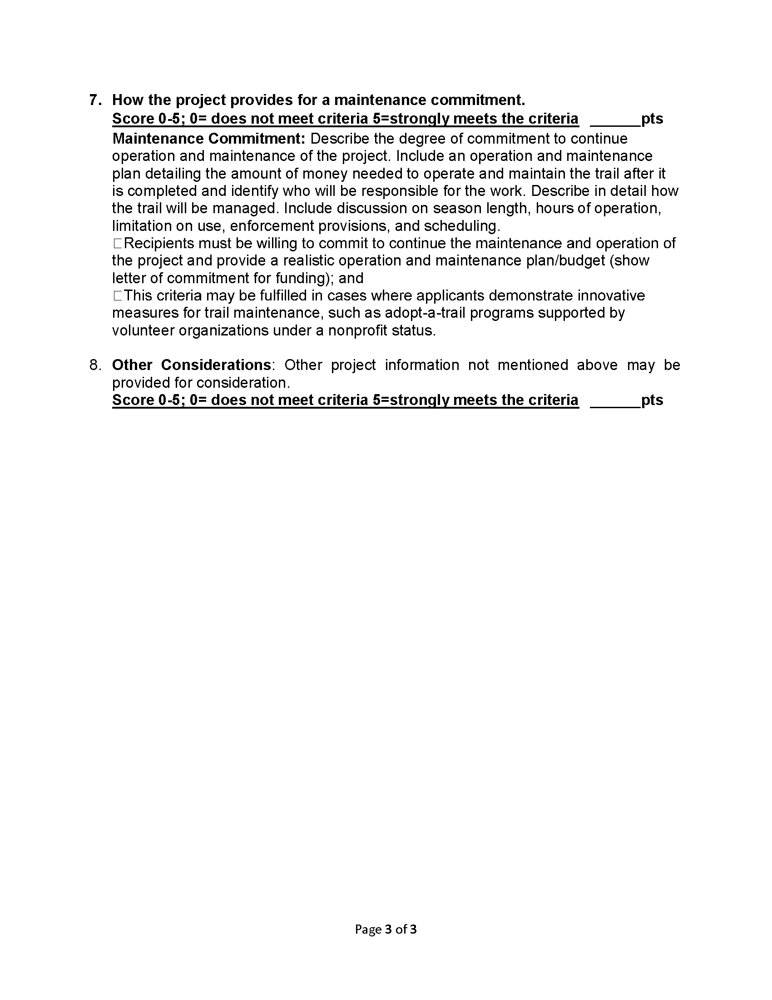 7. How the project provides for a maintenance commitment.
Score 0-5; 0= does not meet criteria 5=strongly meets the criteria ______pts
Maintenance Commitment: Describe the degree of commitment to continue
operation and maintenance of the project. Include an operation and maintenance
plan detailing the amount of money needed to operate and maintain the trail after it
is completed and identify who will be responsible for the work. Describe in detail how
the trail will be managed. Include discussion on season length, hours of operation,
limitation on use, enforcement provisions, and scheduling.
□Recipients must be willing to commit to continue the maintenance and operation of
the project and provide a realistic operation and maintenance plan/budget (show
letter of commitment for funding); and
□This criteria may be fulfilled in cases where applicants demonstrate innovative
measures for trail maintenance, such as adopt-a-trail programs supported by
volunteer organizations under a nonprofit status.
8. Other Considerations: Other project information not mentioned above may be
provided for consideration.
Score 0-5; 0= does not meet criteria 5=strongly meets the criteria ______pts
Page 3 of 3